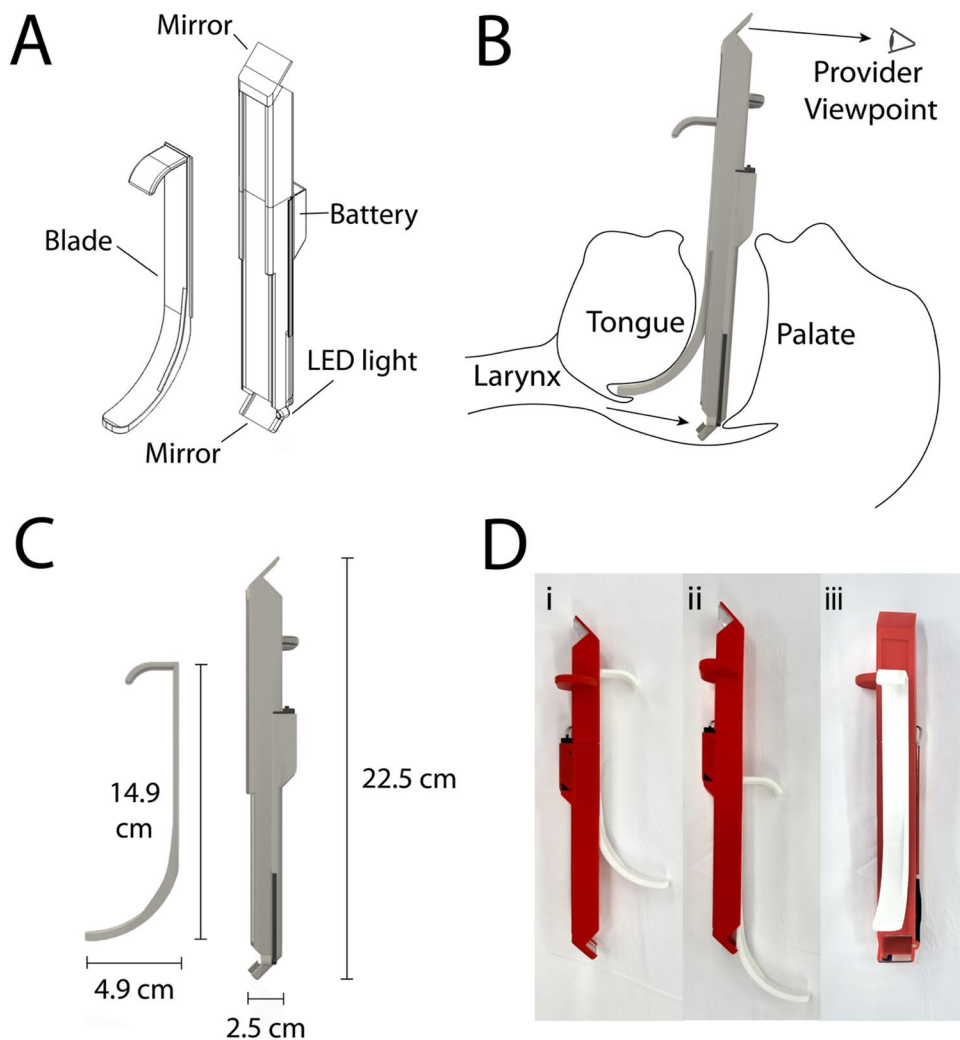 A
Mirror
Blade
Battery
LED light
Mirror
B
Provider
Viewpoint
Tongue
Palate
Larynx
C
14.9
cm
22.5 cm
4.9 cm
2.5 cm
D
i
ii
iii